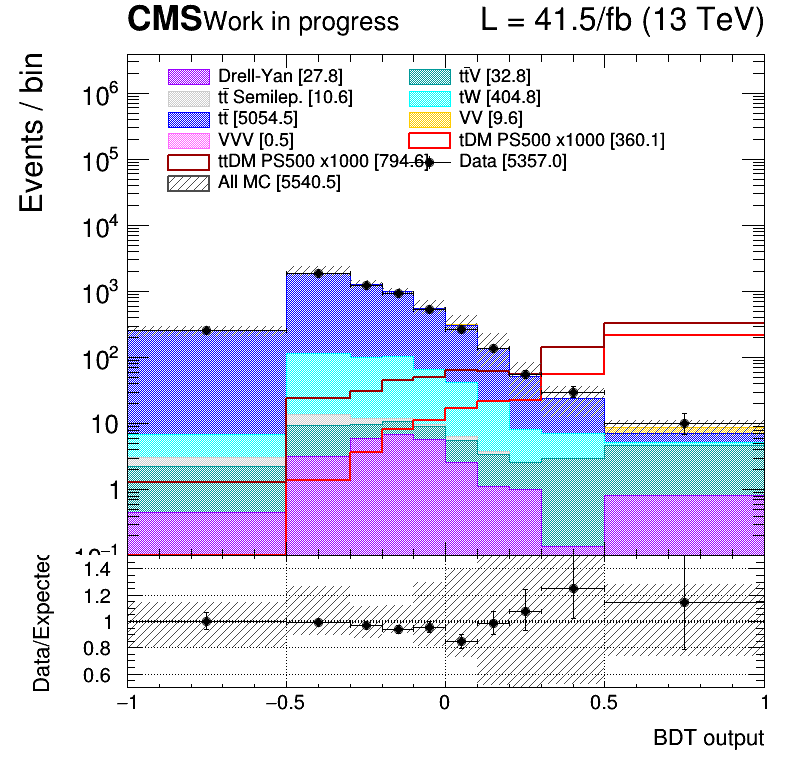 CMS Work in progress L = 41.5/fb (13 TeV)
Events / bin
Drell-Yan [27.8] tt̄V [32.8]
tt̄ Semilep. [10.6] tW [404.8]
tt̄ [5054.5] VV [9.6]
VVV [0.5] tDM PS500 x1000 [360.1]
ttDM PS500 x1000 [794.6] Data [5357.0]
All MC [5540.5]
10⁶
10⁵
10⁴
10³
10²
10
1
10⁻¹
Data/Expected
1.4
1.2
1
0.8
0.6
−1 −0.5 0 0.5 1
BDT output